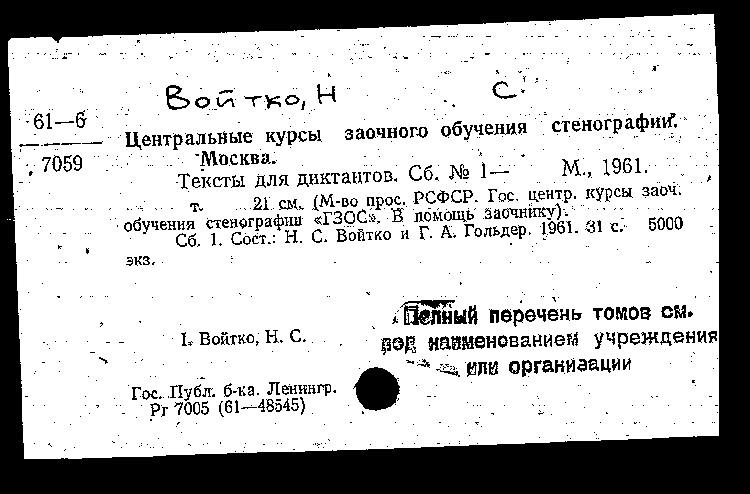 Войтко, Н С.
61—6
7059
Центральные курсы заочного обучения стенографии.
Москва.
Тексты для диктантов. Сб. № 1— М., 1961.
т. 21 см. (М-во прос. РСФСР. Гос. центр. курсы заоч.
обучения стенографии «ГЗОС». В помощь заочнику).
Сб. 1. Сост.: Н. С. Войтко и Г. А. Гольдер. 1961. 31 с. 5000
экз.
I. Войтко, Н. С.
Полный перечень томов см.
под наименованием учреждения
или организации
Гос. Публ. б-ка. Ленингр.
Рг 7005 (61—48545)